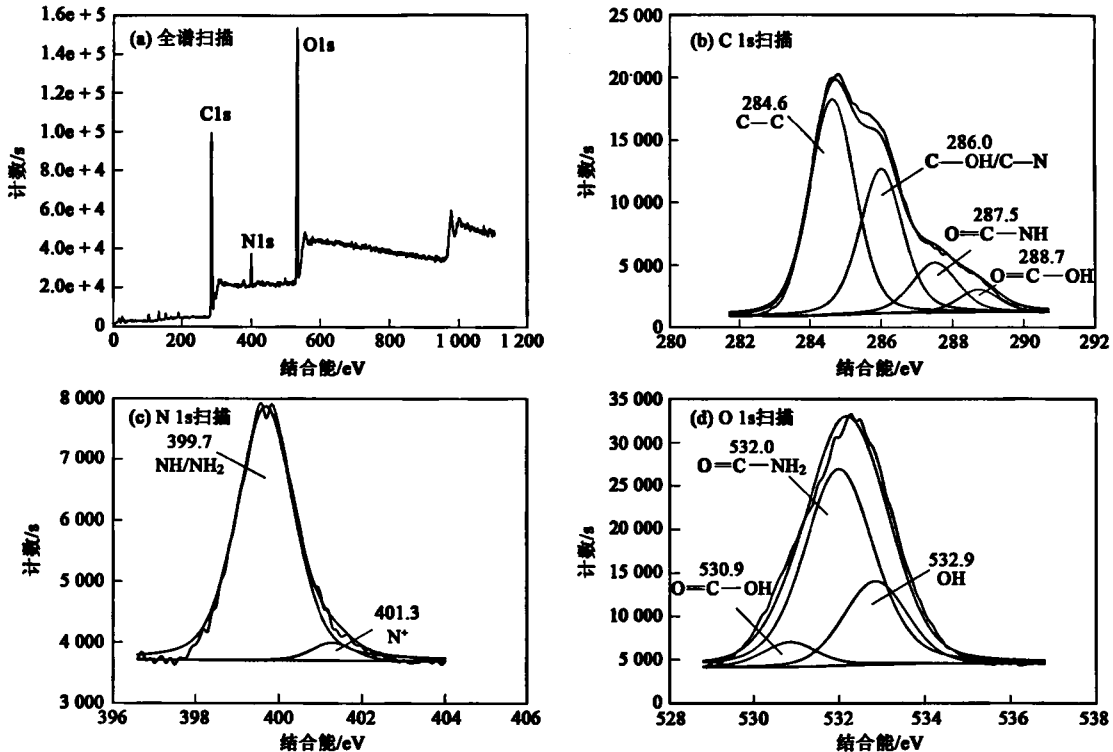 (a) 全谱扫描
1.6e + 5
1.4e + 5
1.2e + 5
1.0e + 5
8.0e + 4
6.0e + 4
4.0e + 4
2.0e + 4
0
O1s
C1s
N1s
计数/s
0 200 400 600 800 1 000 1 200
结合能/eV
(b) C 1s扫描
25 000
20 000
15 000
10 000
5 000
0
284.6
C—C
286.0
C—OH/C—N
287.5
O=C—NH
288.7
O=C—OH
计数/s
280 282 284 286 288 290 292
结合能/eV
(c) N 1s扫描
8 000
7 000
6 000
5 000
4 000
3 000
399.7
NH/NH₂
401.3
N⁺
计数/s
396 398 400 402 404 406
结合能/eV
(d) O 1s扫描
35 000
30 000
25 000
20 000
15 000
10 000
5 000
0
532.0
O=C—NH₂
530.9
O=C—OH
532.9
OH
计数/s
528 530 532 534 536 538
结合能/eV